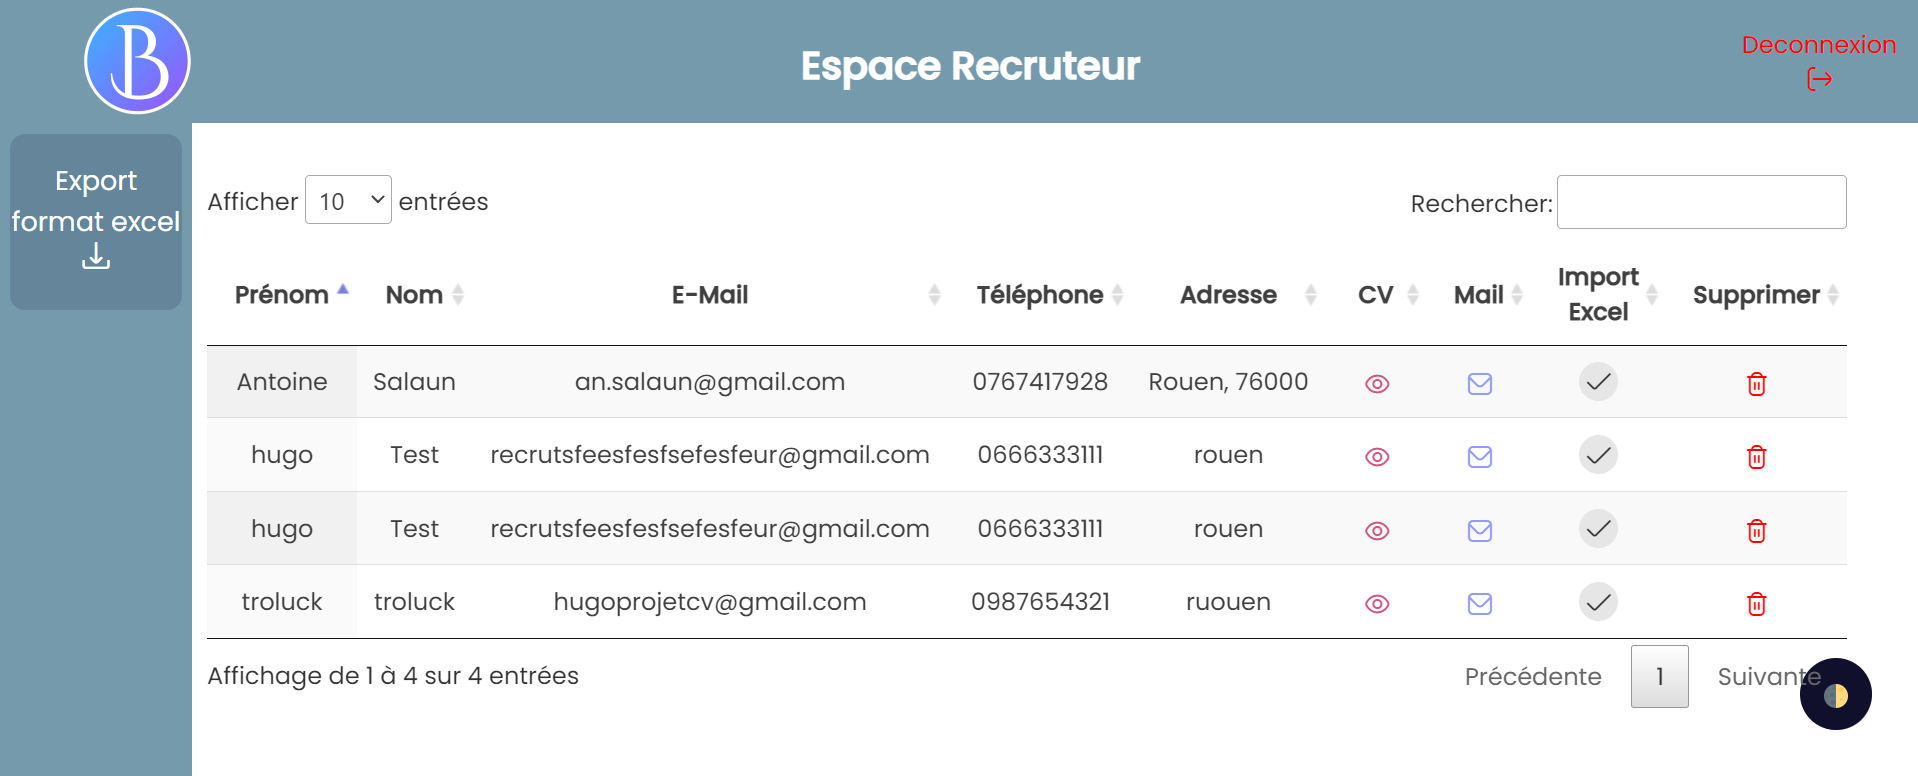 B
Espace Recruteur
Deconnexion
Export
format excel
Afficher 10 entrées
Rechercher:
Prénom Nom E-Mail Téléphone Adresse CV Mail Import Excel Supprimer
Antoine Salaun an.salaun@gmail.com 0767417928 Rouen, 76000
hugo Test recrutsfeesfesfsefesfeur@gmail.com 0666333111 rouen
hugo Test recrutsfeesfesfsefesfeur@gmail.com 0666333111 rouen
troluck troluck hugoprojetcv@gmail.com 0987654321 ruouen
Affichage de 1 à 4 sur 4 entrées
Précédente 1 Suivante